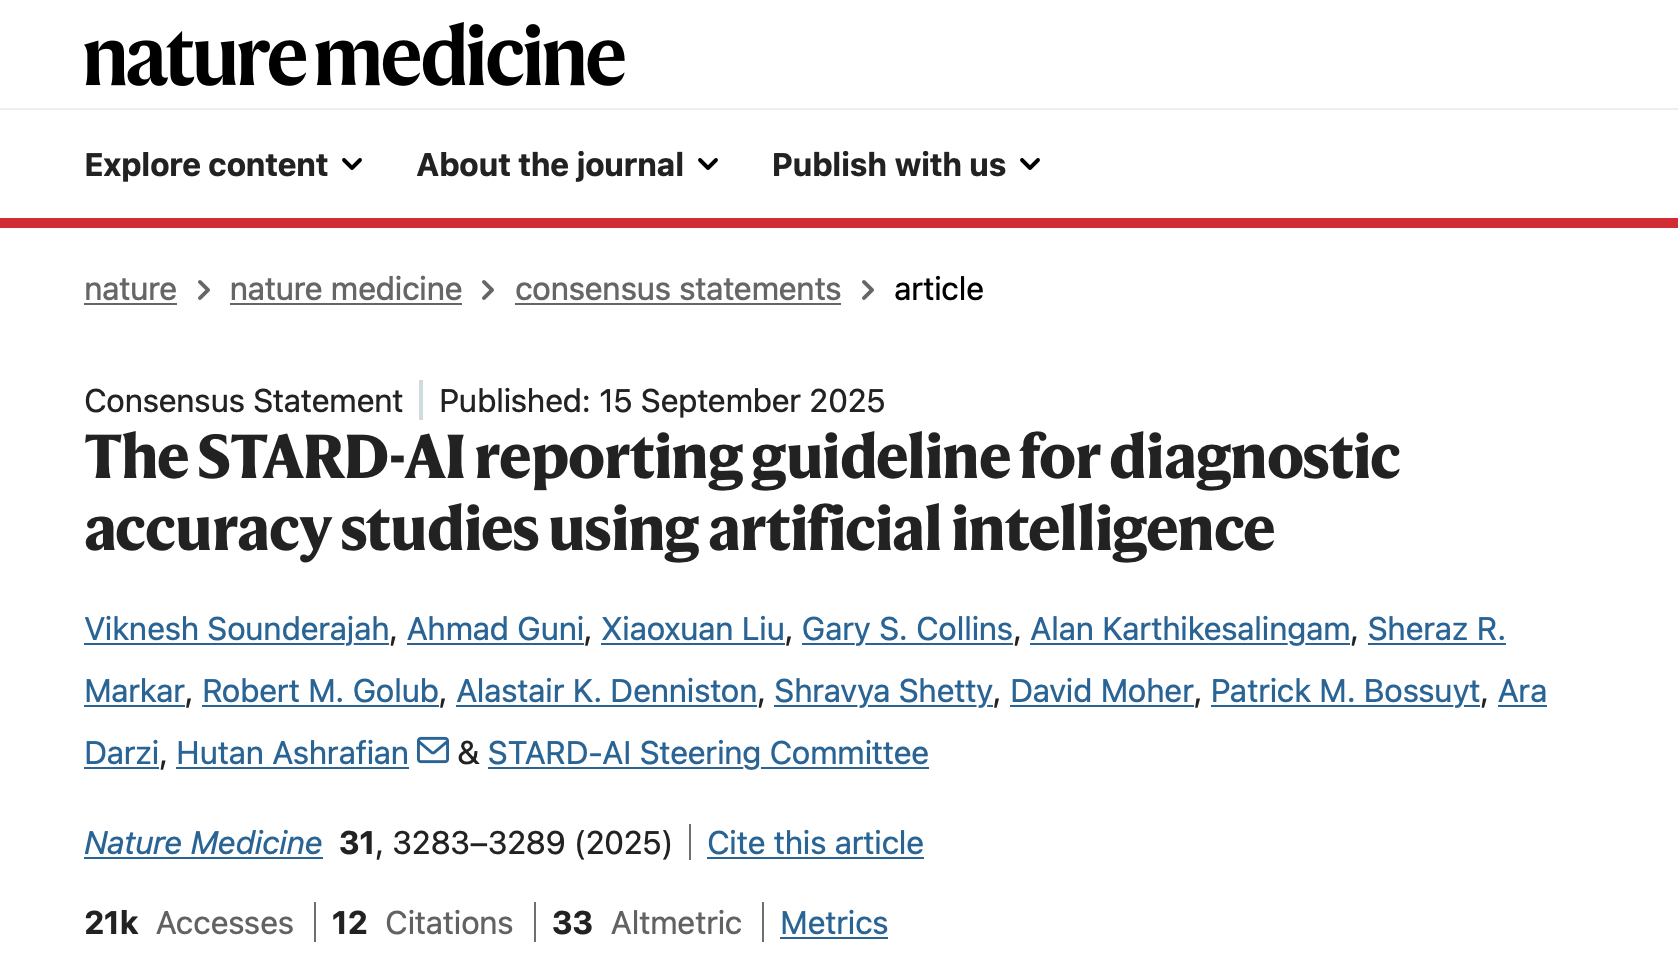 nature medicine
Explore content About the journal Publish with us
nature > nature medicine > consensus statements > article
Consensus Statement | Published: 15 September 2025
The STARD-AI reporting guideline for diagnostic
accuracy studies using artificial intelligence
Viknesh Sounderajah, Ahmad Guni, Xiaoxuan Liu, Gary S. Collins, Alan Karthikesalingam, Sheraz R.
Markar, Robert M. Golub, Alastair K. Denniston, Shravya Shetty, David Moher, Patrick M. Bossuyt, Ara
Darzi, Hutan Ashrafian & STARD-AI Steering Committee
Nature Medicine 31, 3283–3289 (2025) | Cite this article
21k Accesses | 12 Citations | 33 Altmetric | Metrics